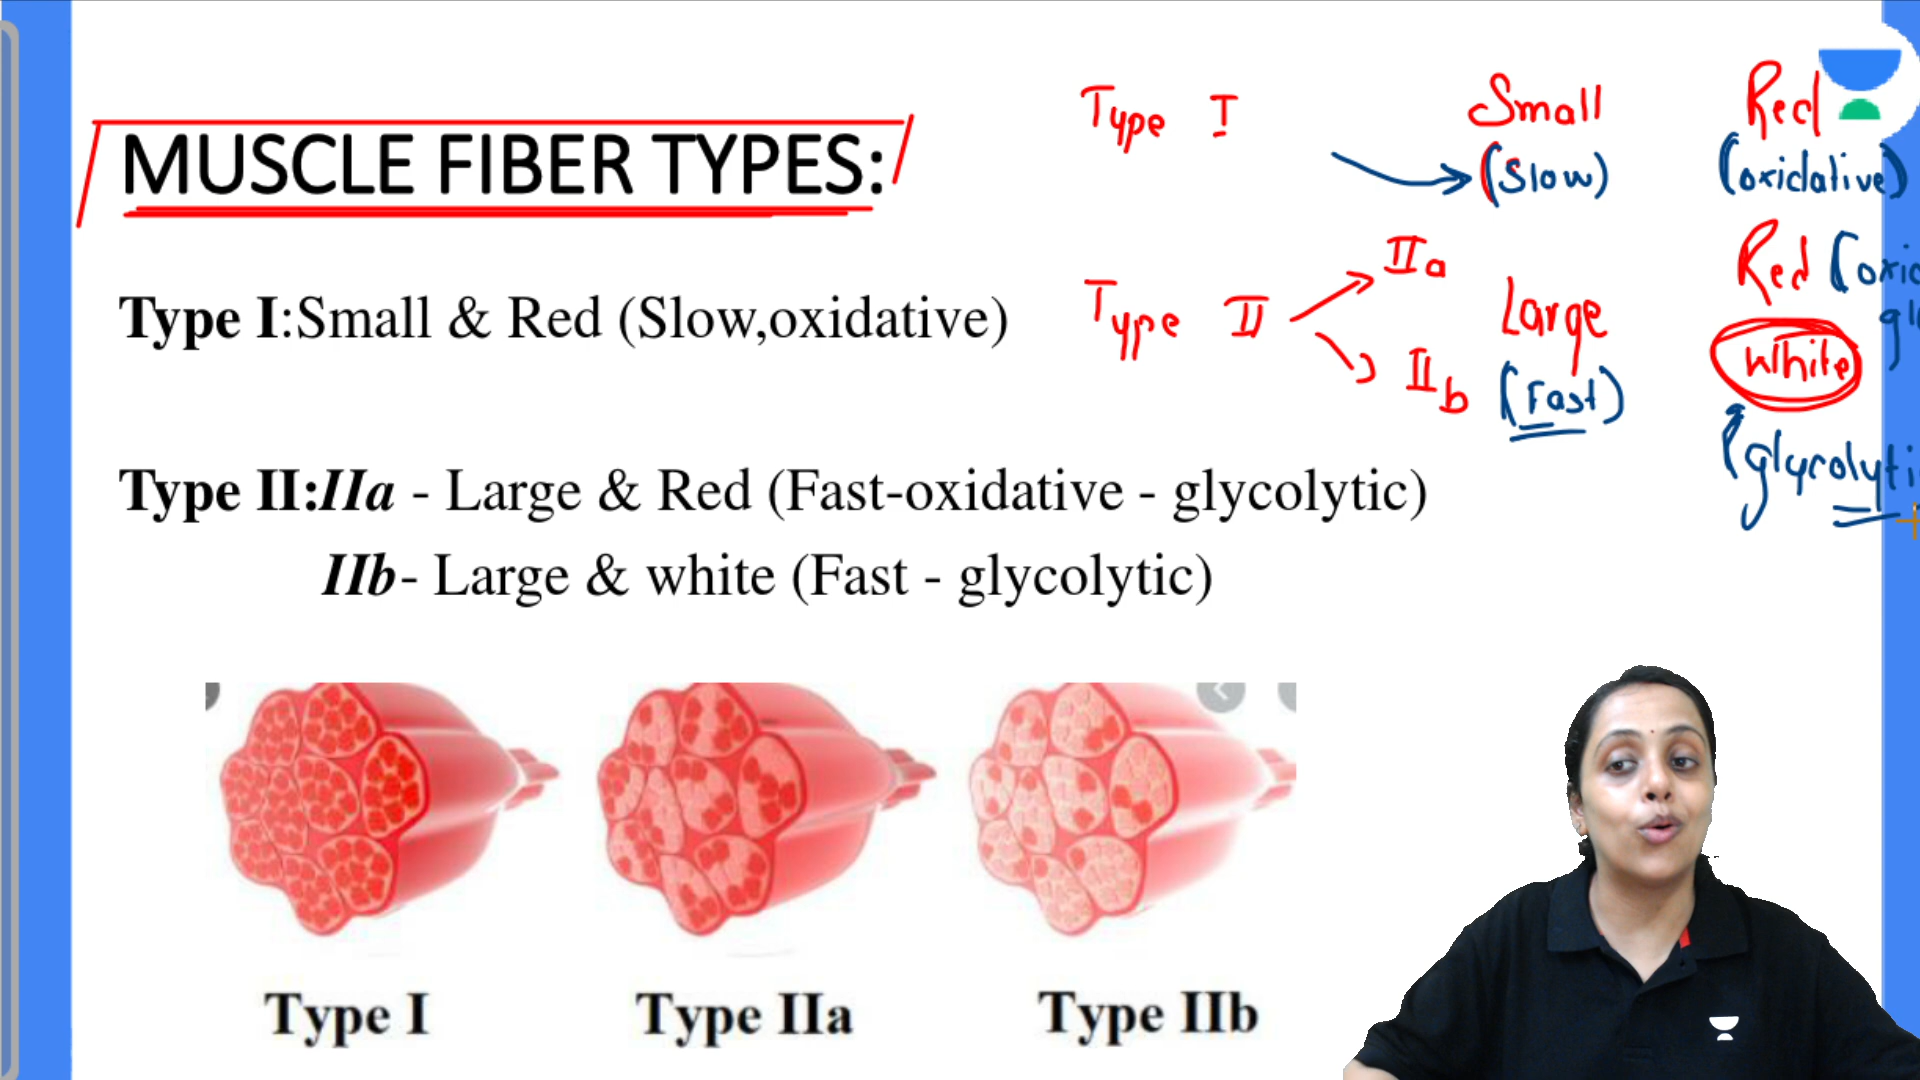 MUSCLE FIBER TYPES:
Type I Small Red
(Slow) (oxidative)
Type I:Small & Red (Slow,oxidative)
IIa Red (oxid
Type II Large gl
IIb (Fast) White
(glycolyti
Type II:IIa - Large & Red (Fast-oxidative - glycolytic)
IIb- Large & white (Fast - glycolytic)
Type I Type IIa Type IIb